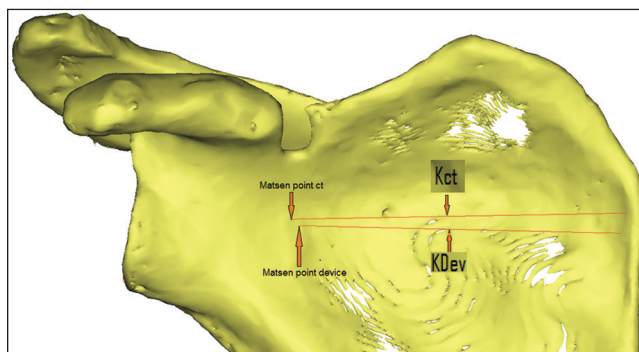 Kct
Matsen point ct
KDev
Matsen point device